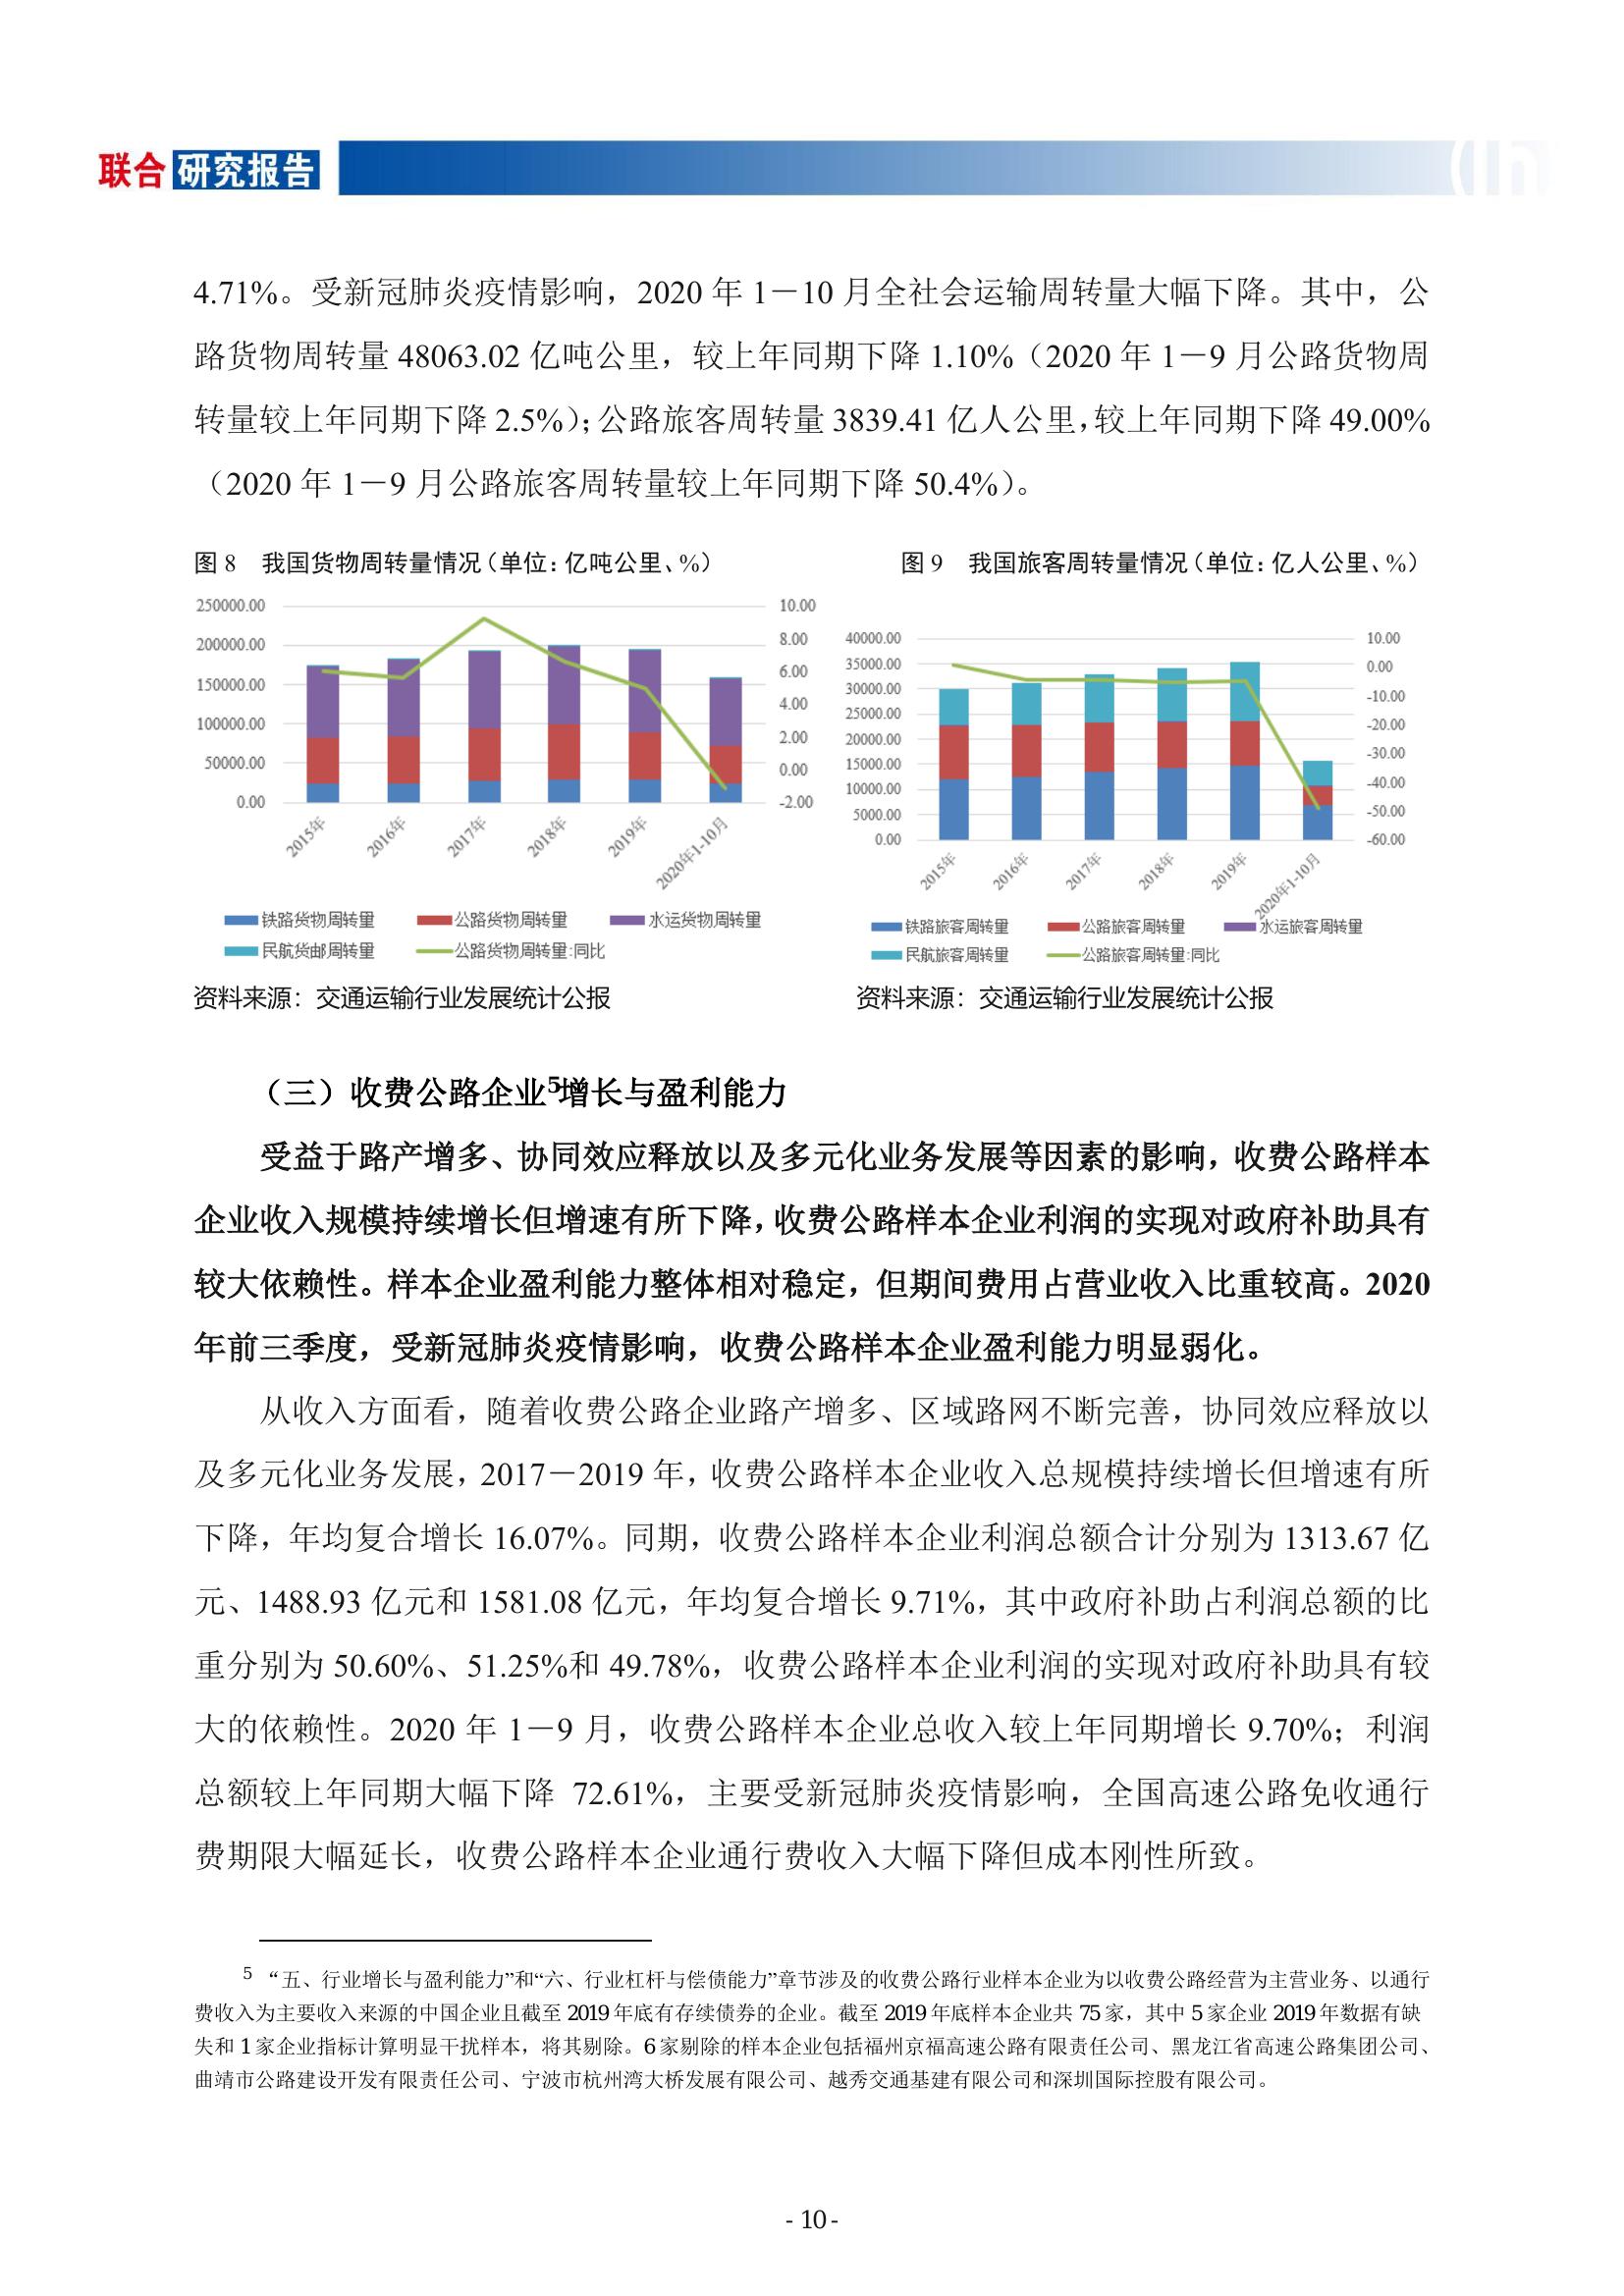 联合研究报告
4.71%。受新冠肺炎疫情影响，2020 年 1－10 月全社会运输周转量大幅下降。其中，公
路货物周转量 48063.02 亿吨公里，较上年同期下降 1.10%（2020 年 1－9 月公路货物周
转量较上年同期下降 2.5%）；公路旅客周转量 3839.41 亿人公里，较上年同期下降 49.00%
（2020 年 1－9 月公路旅客周转量较上年同期下降 50.4%）。
图 8 我国货物周转量情况（单位：亿吨公里、%）
250000.00
200000.00
150000.00
100000.00
50000.00
0.00
10.00
8.00
6.00
4.00
2.00
0.00
-2.00
2015年
2016年
2017年
2018年
2019年
2020年1-10月
铁路货物周转量
公路货物周转量
水运货物周转量
民航货邮周转量
公路货物周转量:同比
资料来源：交通运输行业发展统计公报
图 9 我国旅客周转量情况（单位：亿人公里、%）
40000.00
35000.00
30000.00
25000.00
20000.00
15000.00
10000.00
5000.00
0.00
10.00
0.00
-10.00
-20.00
-30.00
-40.00
-50.00
-60.00
2015年
2016年
2017年
2018年
2019年
2020年1-10月
铁路旅客周转量
公路旅客周转量
水运旅客周转量
民航旅客周转量
公路旅客周转量:同比
资料来源：交通运输行业发展统计公报
（三）收费公路企业5增长与盈利能力
受益于路产增多、协同效应释放以及多元化业务发展等因素的影响，收费公路样本
企业收入规模持续增长但增速有所下降，收费公路样本企业利润的实现对政府补助具有
较大依赖性。样本企业盈利能力整体相对稳定，但期间费用占营业收入比重较高。2020
年前三季度，受新冠肺炎疫情影响，收费公路样本企业盈利能力明显弱化。
从收入方面看，随着收费公路企业路产增多、区域路网不断完善，协同效应释放以
及多元化业务发展，2017－2019 年，收费公路样本企业收入总规模持续增长但增速有所
下降，年均复合增长 16.07%。同期，收费公路样本企业利润总额合计分别为 1313.67 亿
元、1488.93 亿元和 1581.08 亿元，年均复合增长 9.71%，其中政府补助占利润总额的比
重分别为 50.60%、51.25%和 49.78%，收费公路样本企业利润的实现对政府补助具有较
大的依赖性。2020 年 1－9 月，收费公路样本企业总收入较上年同期增长 9.70%；利润
总额较上年同期大幅下降 72.61%，主要受新冠肺炎疫情影响，全国高速公路免收通行
费期限大幅延长，收费公路样本企业通行费收入大幅下降但成本刚性所致。
5 “五、行业增长与盈利能力”和“六、行业杠杆与偿债能力”章节涉及的收费公路行业样本企业为以收费公路经营为主营业务、以通行
费收入为主要收入来源的中国企业且截至 2019 年底有存续债券的企业。截至 2019 年底样本企业共 75 家，其中 5 家企业 2019 年数据有缺
失和 1 家企业指标计算明显干扰样本，将其剔除。6 家剔除的样本企业包括福州京福高速公路有限责任公司、黑龙江省高速公路集团公司、
曲靖市公路建设开发有限责任公司、宁波市杭州湾大桥发展有限公司、越秀交通基建有限公司和深圳国际控股有限公司。
- 10 -